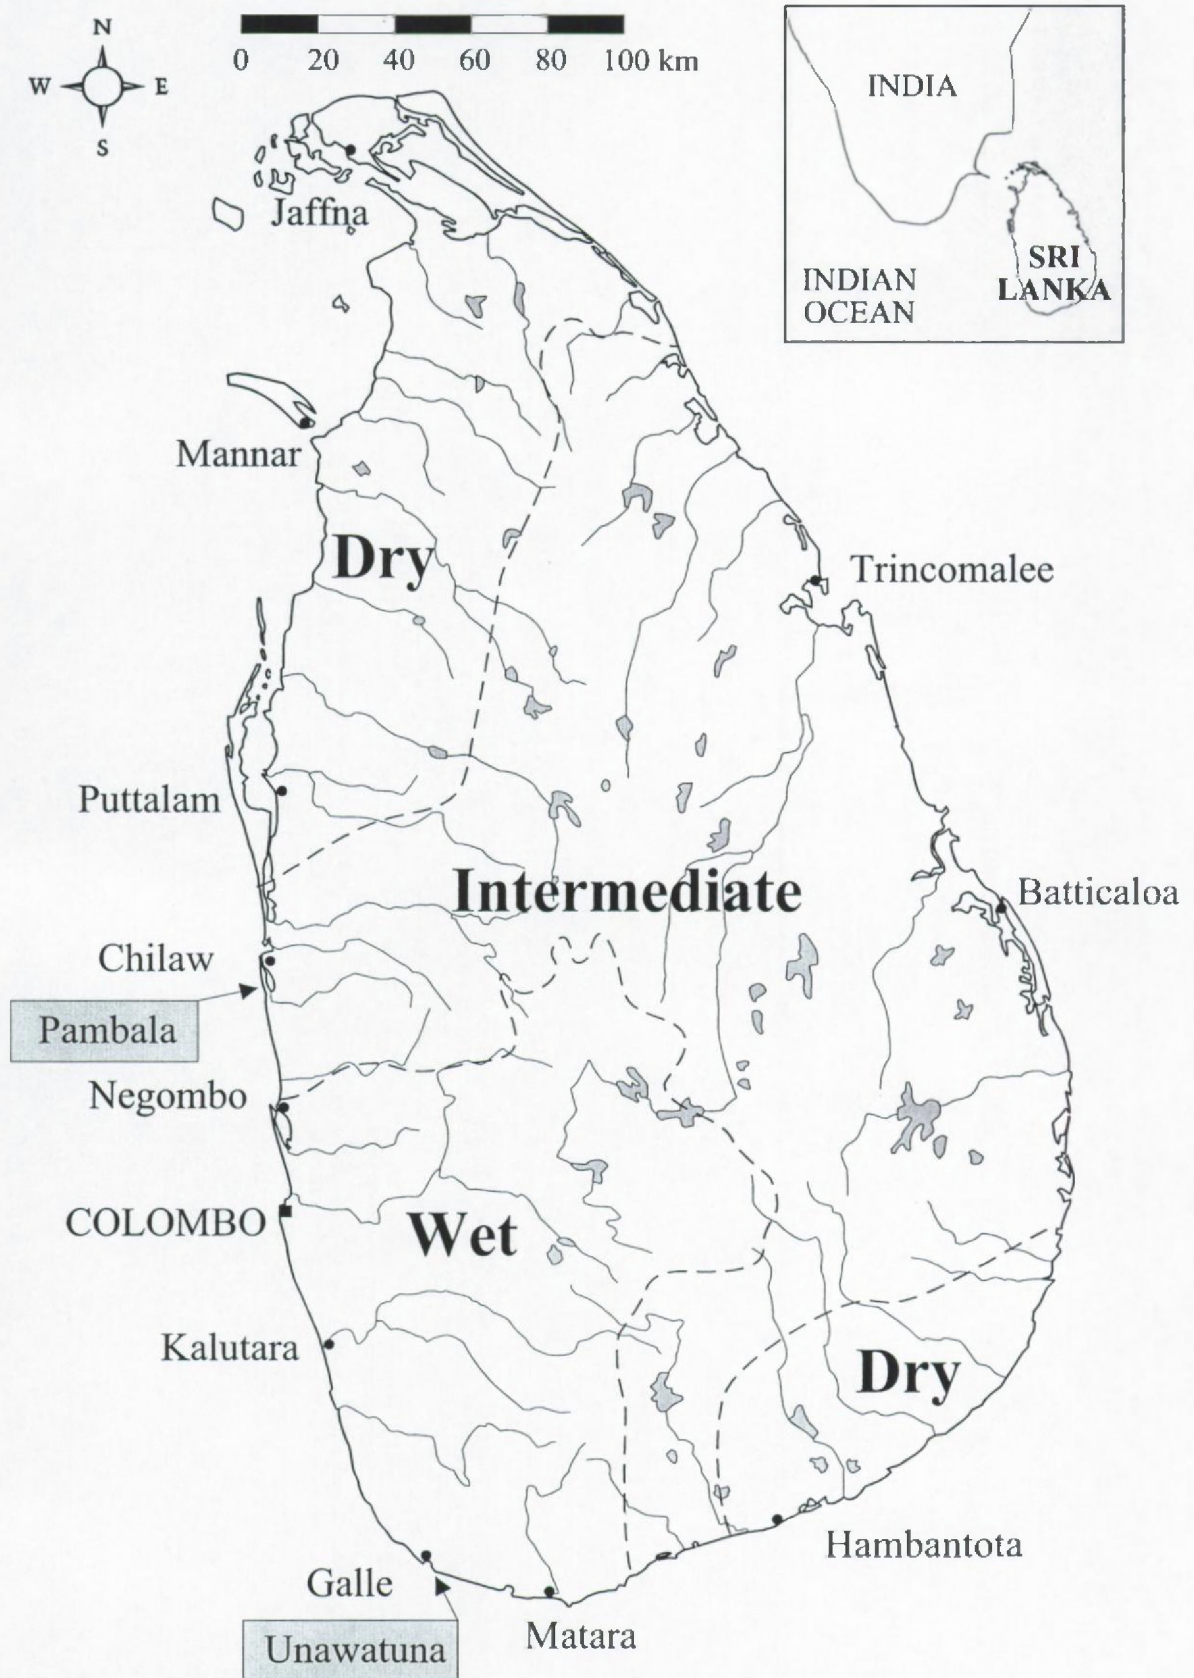 N
W E
S
0 20 40 60 80 100 km
INDIA
SRI
LANKA
INDIAN
OCEAN
Jaffna
Mannar
Dry
Trincomalee
Puttalam
Intermediate
Batticaloa
Chilaw
Pambala
Negombo
COLOMBO
Wet
Kalutara
Dry
Hambantota
Galle
Matara
Unawatuna